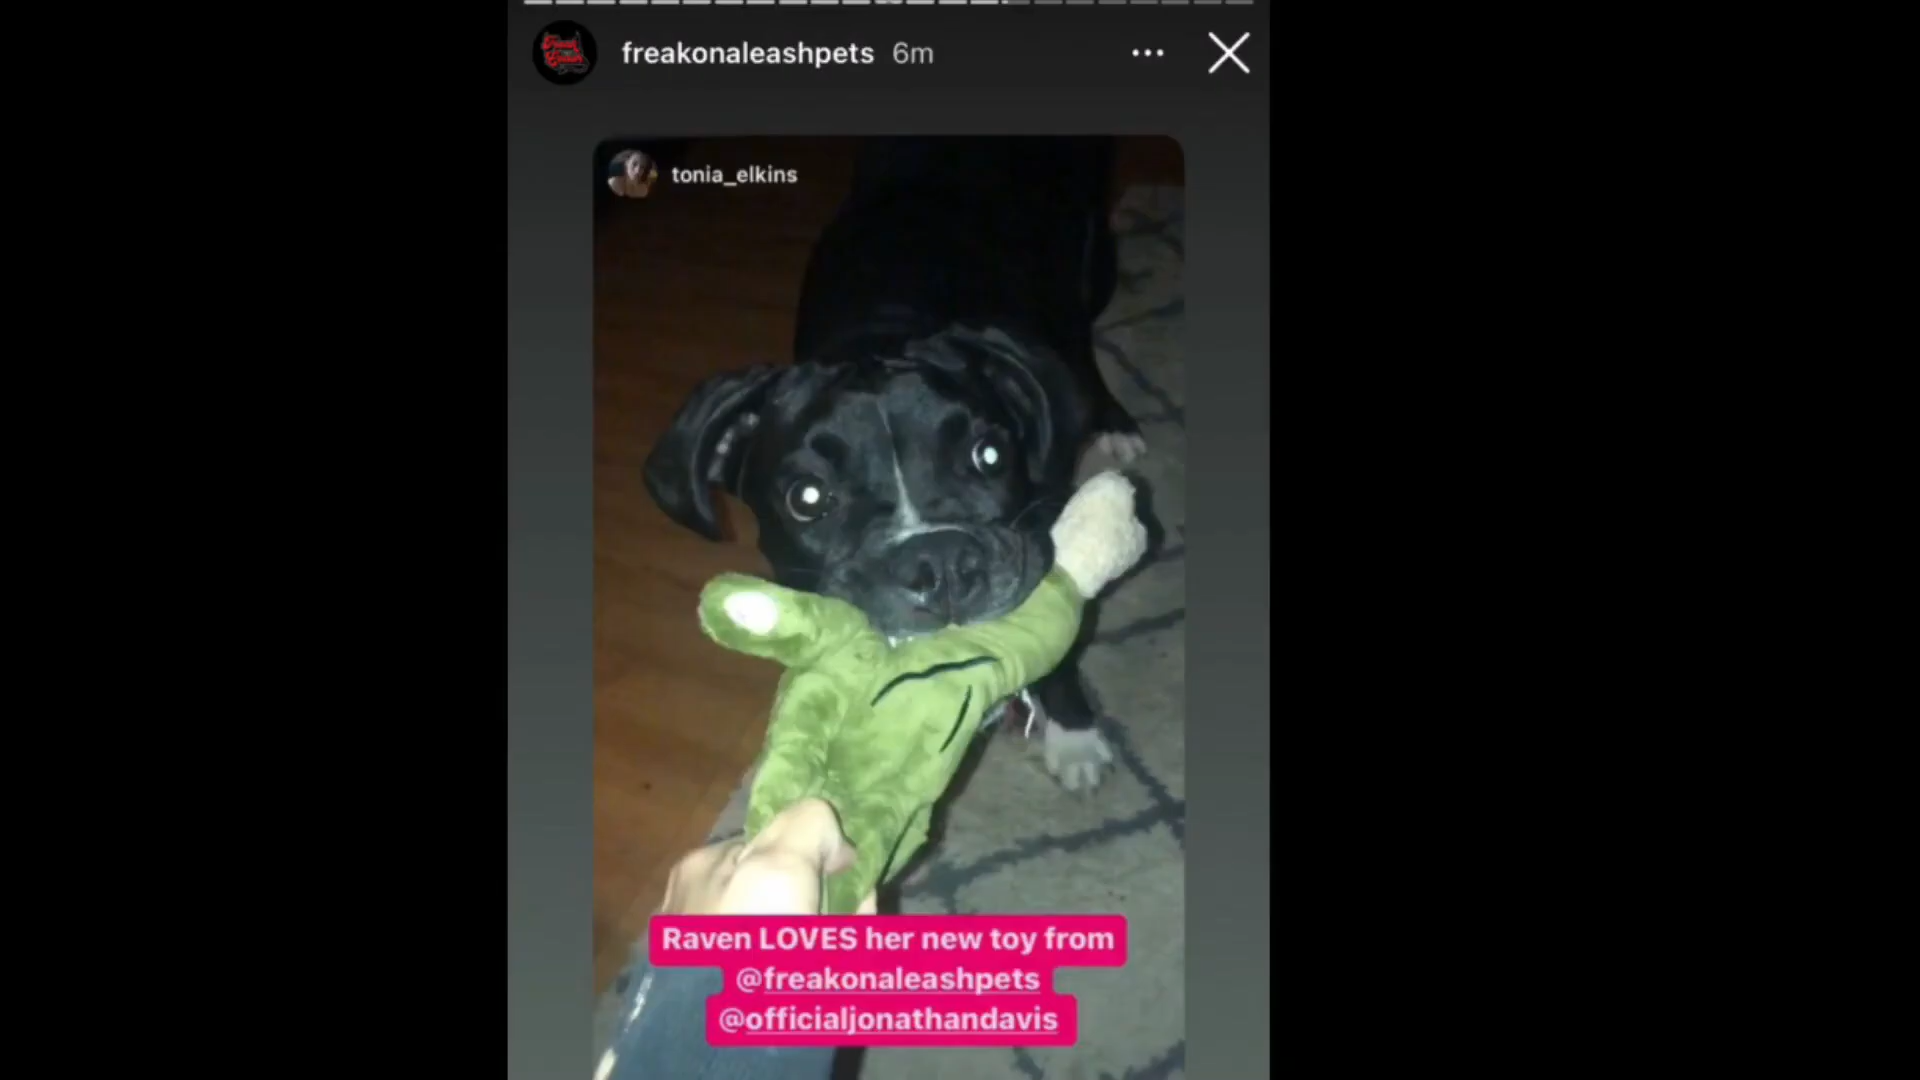 freakonaleashpets 6m
tonia_elkins
Raven LOVES her new toy from
@freakonaleashpets
@officialjonathandavis